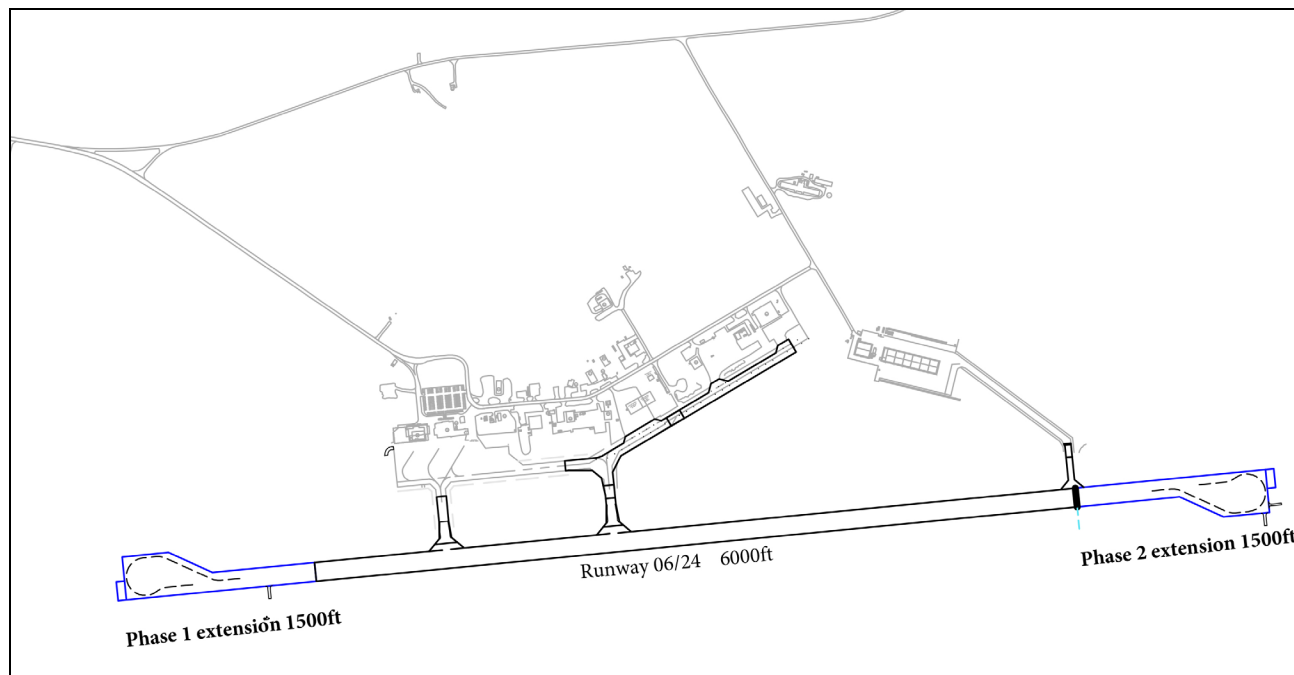 Runway 06/24 6000ft
Phase 2 extension 1500ft
Phase 1 extension 1500ft